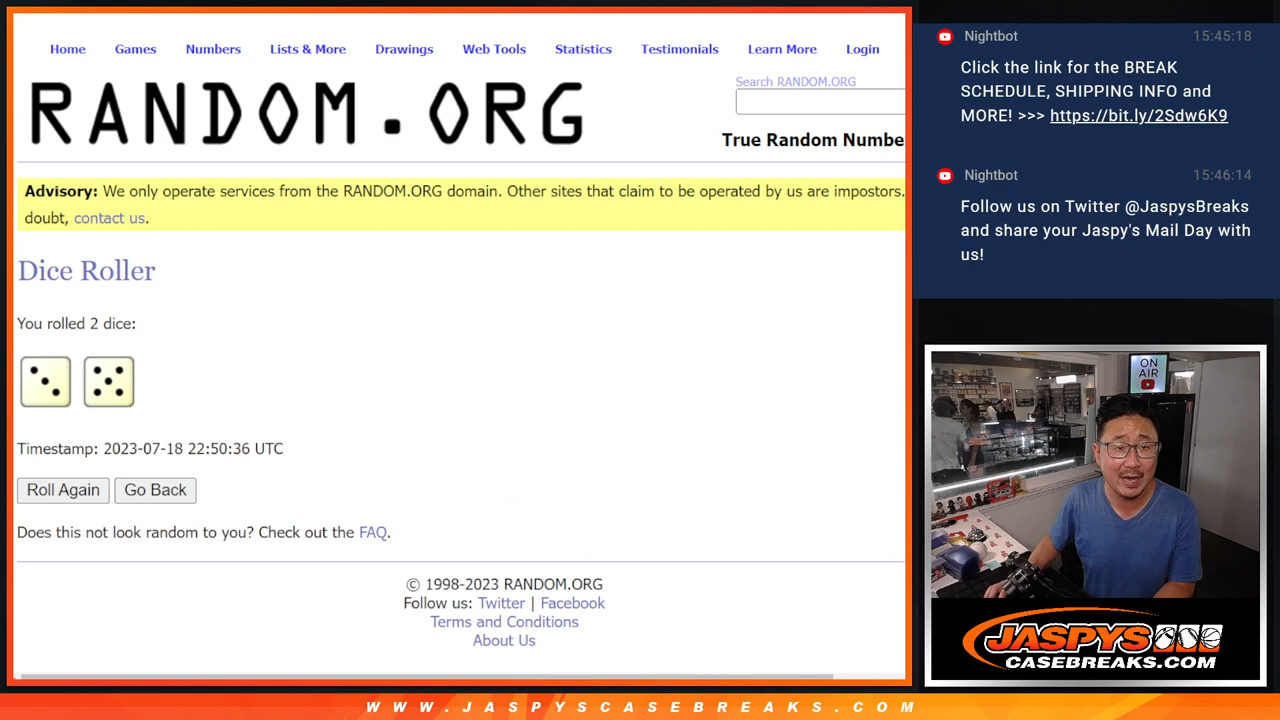 Home Games Numbers Lists & More Drawings Web Tools Statistics Testimonials Learn More Login
RANDOM.ORG
Search RANDOM.ORG
True Random Numbe
Advisory: We only operate services from the RANDOM.ORG domain. Other sites that claim to be operated by us are impostors.
doubt, contact us.
Dice Roller
You rolled 2 dice:
Timestamp: 2023-07-18 22:50:36 UTC
Roll Again Go Back
Does this not look random to you? Check out the FAQ.
© 1998-2023 RANDOM.ORG
Follow us: Twitter | Facebook
Terms and Conditions
About Us
Nightbot 15:45:18
Click the link for the BREAK
SCHEDULE, SHIPPING INFO and
MORE! >>> https://bit.ly/2Sdw6K9
Nightbot 15:46:14
Follow us on Twitter @JaspysBreaks
and share your Jaspy's Mail Day with
us!
ON
AIR
JASPYS
CASEBREAKS.COM
WWW.JASPYSCASEBREAKS.COM